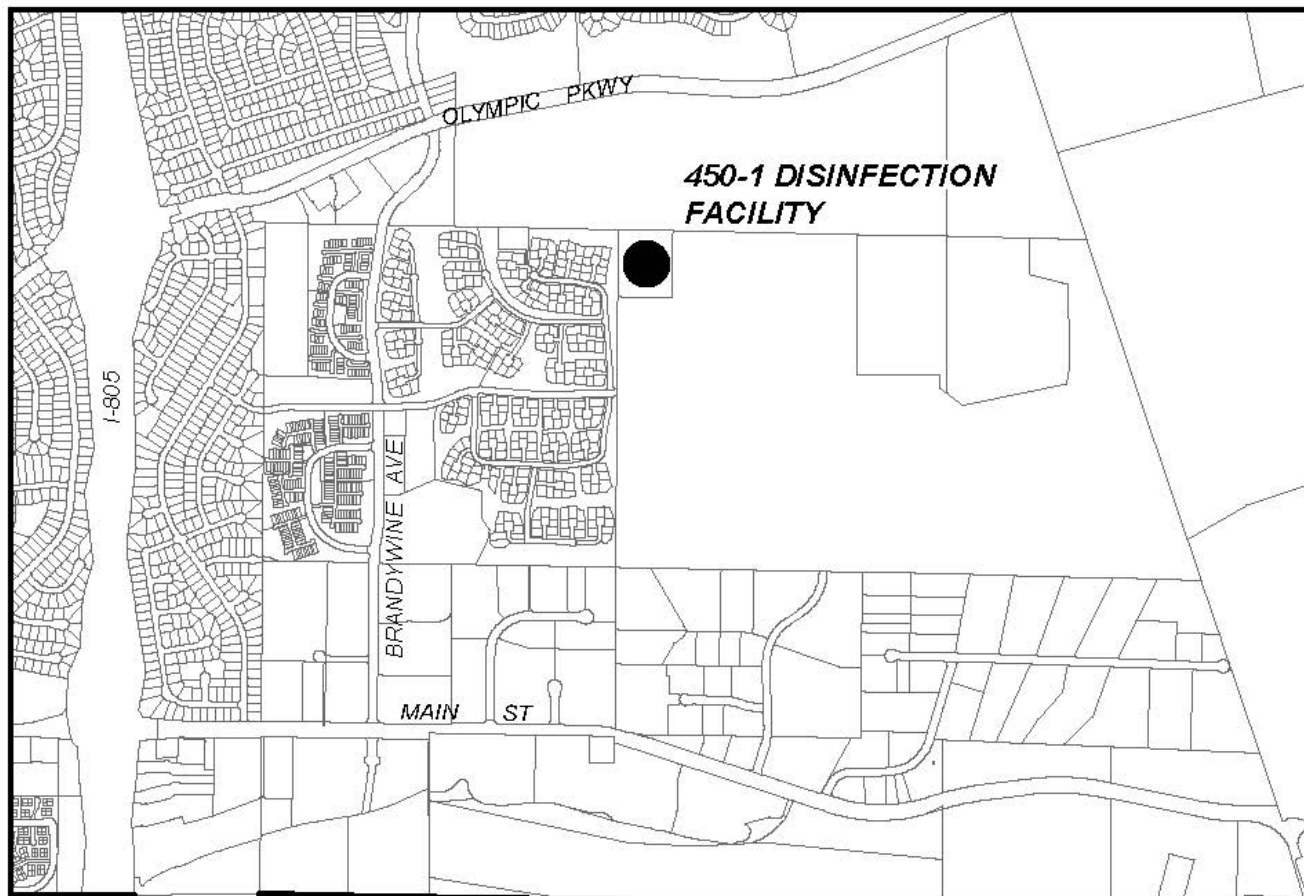 OLYMPIC PKWY
450-1 DISINFECTION
FACILITY
I-805
BRANDYWINE AVE
MAIN ST